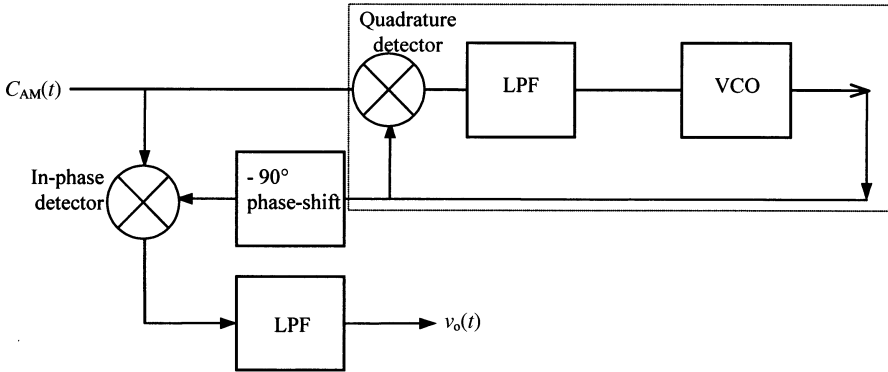 Quadrature
detector
C_AM(t)
LPF
VCO
In-phase
detector
- 90°
phase-shift
LPF
v_o(t)